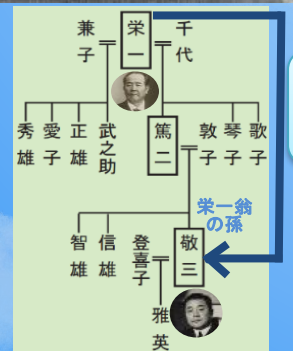 兼子
栄一
千代
秀雄
愛子
正雄
武之助
篤二
敦子
琴子
歌子
栄一翁
の孫
智雄
信雄
登喜子
敬三
雅英